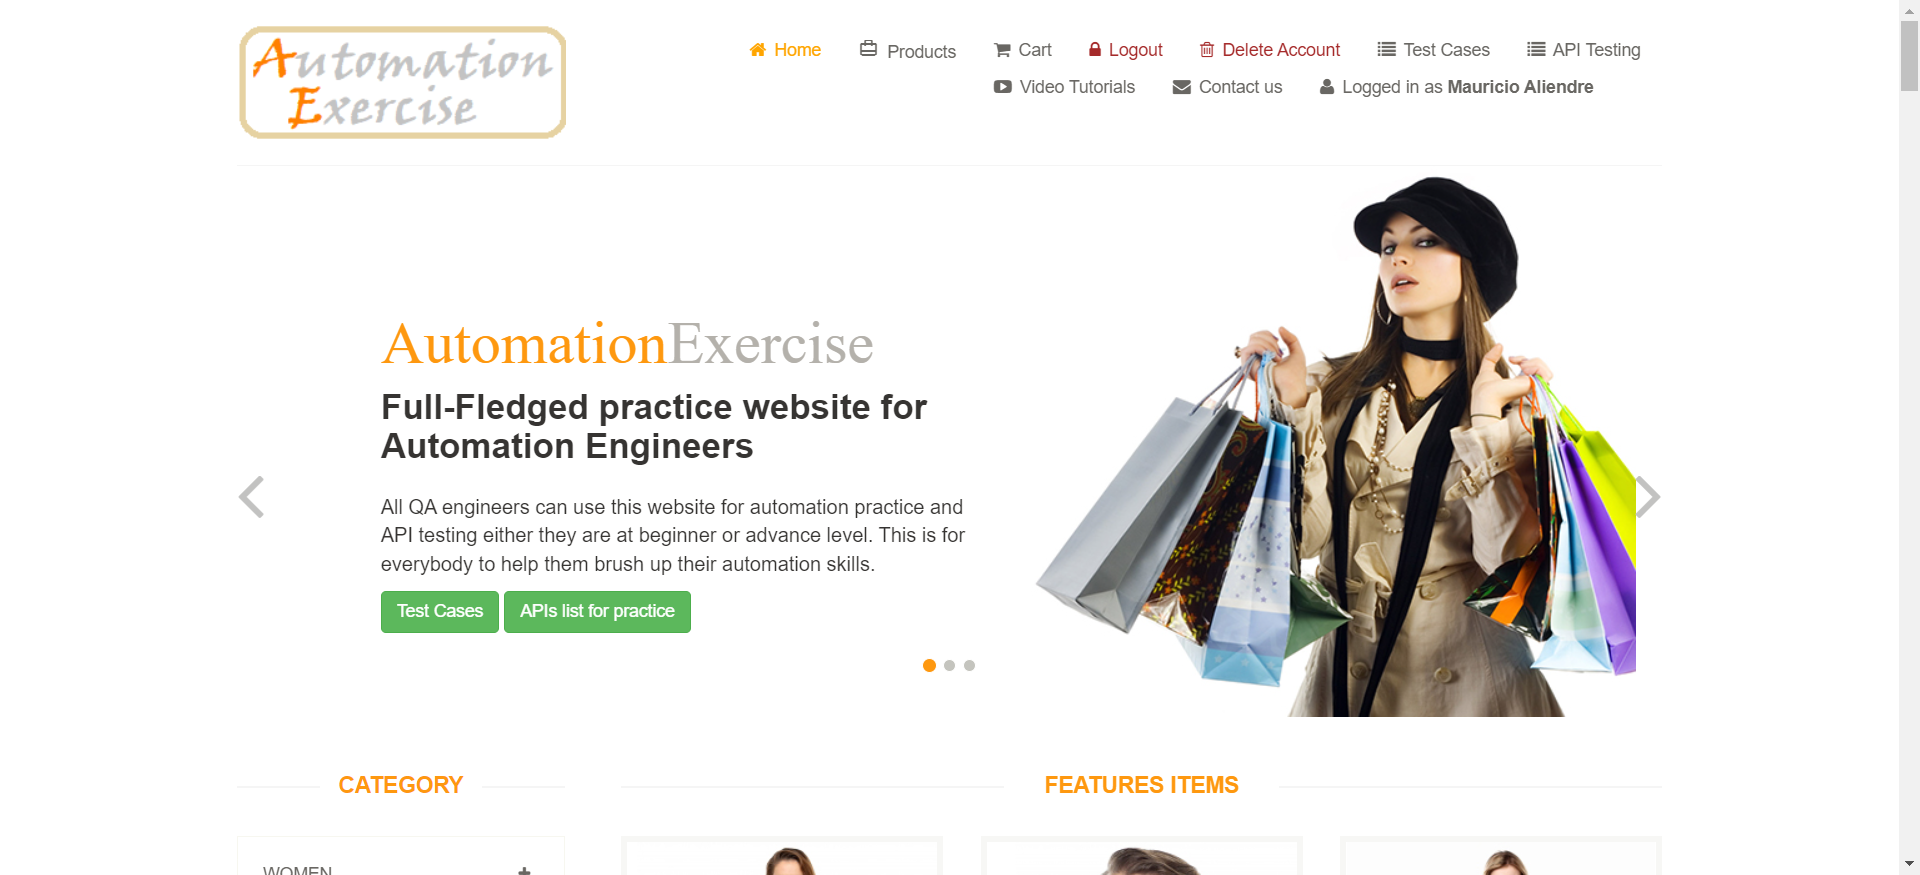 Automation
Exercise
Home Products Cart Logout Delete Account Test Cases API Testing
Video Tutorials Contact us Logged in as Mauricio Aliendre
AutomationExercise
Full-Fledged practice website for
Automation Engineers
All QA engineers can use this website for automation practice and
API testing either they are at beginner or advance level. This is for
everybody to help them brush up their automation skills.
Test Cases APIs list for practice
CATEGORY
FEATURES ITEMS
WOMEN